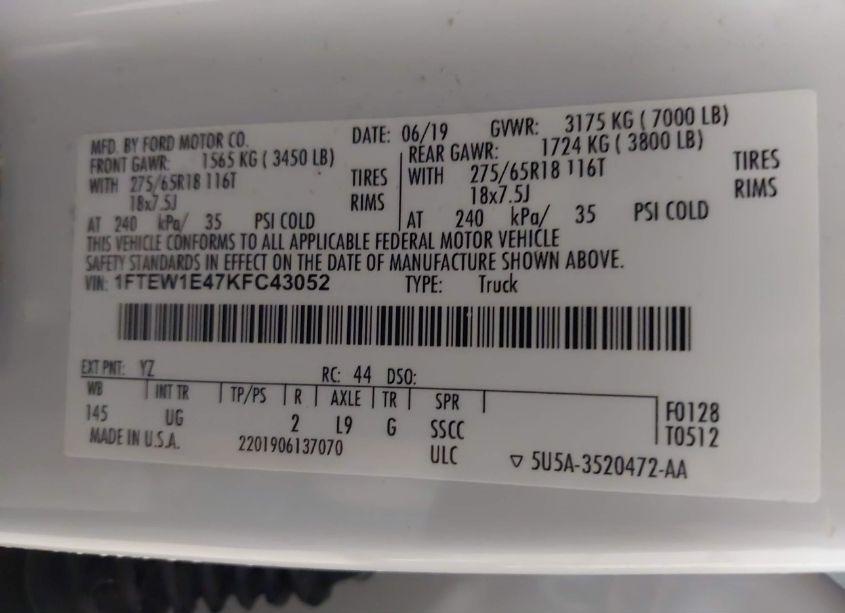 MFD. BY FORD MOTOR CO. DATE: 06/19 GVWR: 3175 KG ( 7000 LB)
FRONT GAWR: 1565 KG ( 3450 LB) REAR GAWR: 1724 KG ( 3800 LB)
WITH 275/65R18 116T TIRES WITH 275/65R18 116T TIRES
18x7.5J RIMS 18x7.5J RIMS
AT 240 kPa/ 35 PSI COLD AT 240 kPa/ 35 PSI COLD
THIS VEHICLE CONFORMS TO ALL APPLICABLE FEDERAL MOTOR VEHICLE
SAFETY STANDARDS IN EFFECT ON THE DATE OF MANUFACTURE SHOWN ABOVE.
VIN: 1FTEW1E47KFC43052 TYPE: Truck
EXT PNT: YZ RC: 44 DSO:
WB INT TR TP/PS R AXLE TR SPR F0128
145 UG 2 L9 G SSCC T0512
MADE IN U.S.A. 2201906137070 ULC ▽ 5U5A-3520472-AA